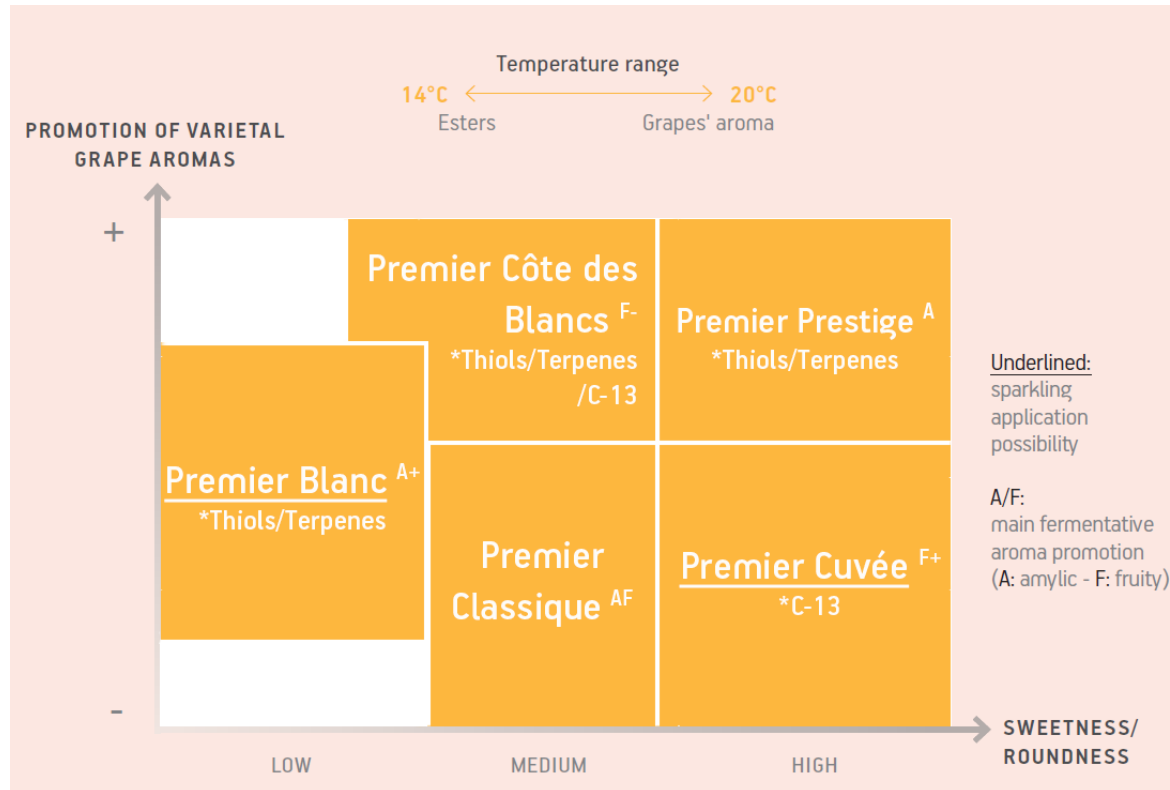 Temperature range
14°C 20°C
Esters Grapes' aroma
PROMOTION OF VARIETAL
GRAPE AROMAS
+
Premier Côte des
Blancs F-
*Thiols/Terpenes
/C-13
Premier Prestige A
*Thiols/Terpenes
Underlined:
sparkling
application
possibility
A/F:
main fermentative
aroma promotion
(A: amylic - F: fruity)
Premier Blanc A+
*Thiols/Terpenes
Premier
Classique AF
Premier Cuvée F+
*C-13
-
SWEETNESS/
ROUNDNESS
LOW MEDIUM HIGH